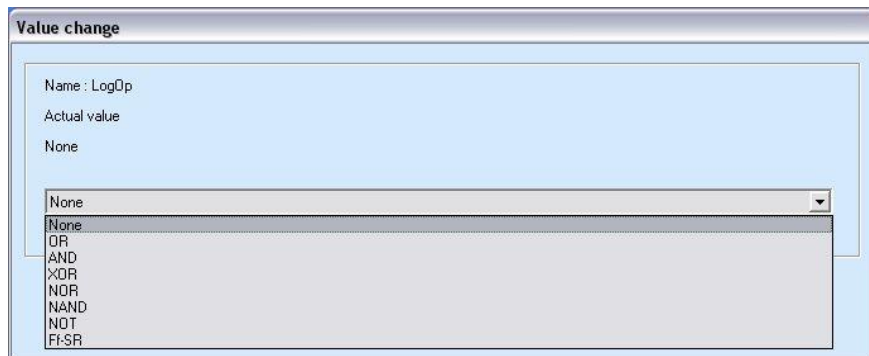 Value change
Name : LogOp
Actual value
None
None
None
OR
AND
XOR
NOR
NAND
NOT
Ff-SR